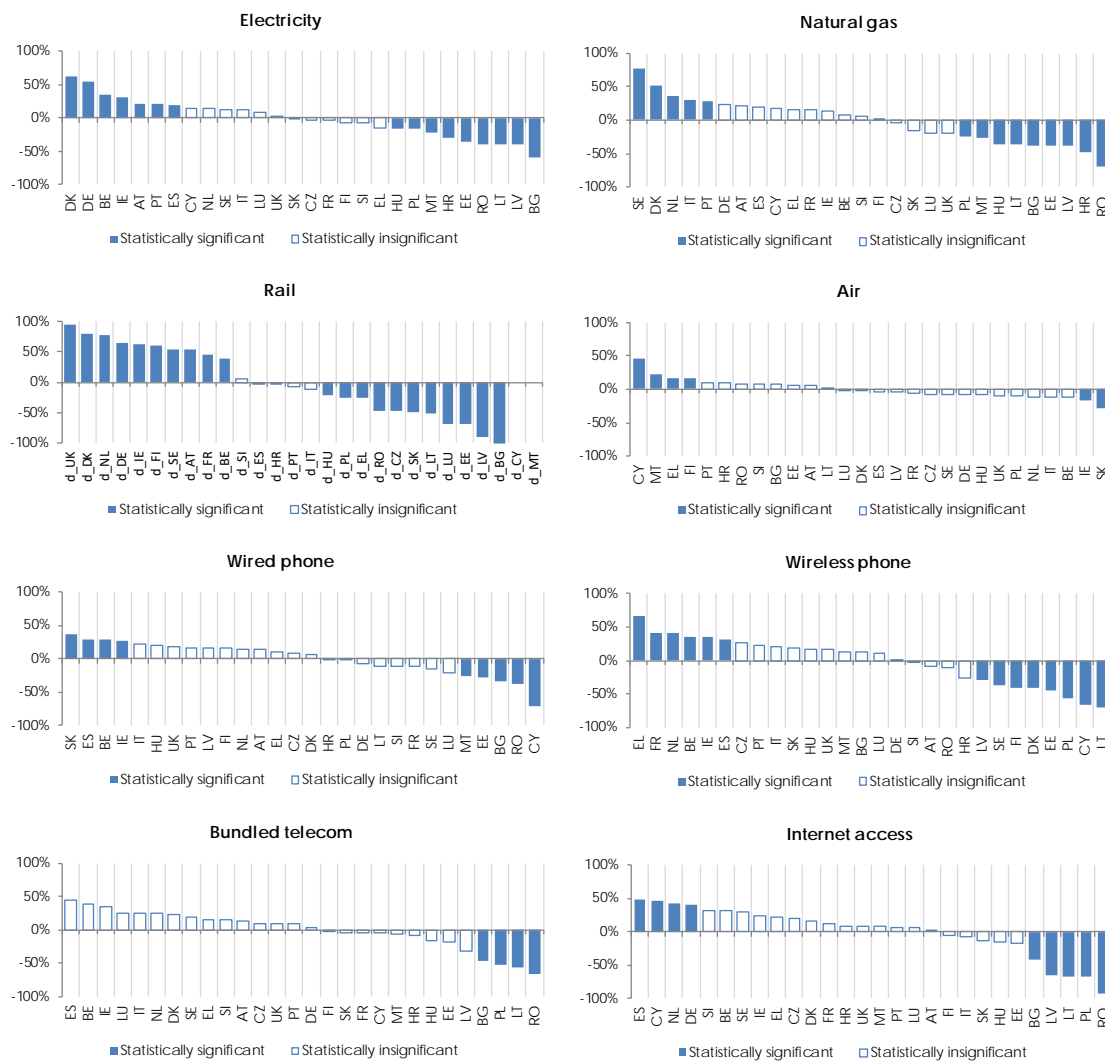 Electricity
100%
50%
0%
-50%
-100%
DK DE BE IE AT PT ES CY NL SE IT LU UK SK CZ FR FI SI EL HU PL MT HR EE RO LT LV BG
Statistically significant Statistically insignificant
Natural gas
100%
50%
0%
-50%
-100%
SE DK NL IT PT DE AT ES CY EL FR IE BE SI FI CZ SK LU UK PL MT HU LT BG EE LV HR RO
Statistically significant Statistically insignificant
Rail
100%
50%
0%
-50%
-100%
d_UK d_DK d_NL d_DE d_IE d_FI d_SE d_AT d_FR d_BE d_SI d_ES d_HR d_PT d_IT d_HU d_PL d_EL d_RO d_CZ d_SK d_LT d_LU d_EE d_LV d_BG d_CY d_MT
Statistically significant Statistically insignificant
Air
100%
50%
0%
-50%
-100%
CY MT EL FI PT HR RO SI BG EE AT LT LU DK ES LV FR CZ SE DE HU UK PL NL IT BE IE SK
Statistically significant Statistically insignificant
Wired phone
100%
50%
0%
-50%
-100%
SK ES BE IE IT HU UK PT LV FI NL AT EL CZ DK HR PL DE LT SI FR SE LU MT EE BG RO CY
Statistically significant Statistically insignificant
Wireless phone
100%
50%
0%
-50%
-100%
EL FR NL BE IE ES CZ PT IT SK HU UK MT BG LU DE SI AT RO HR LV SE FI DK EE PL CY LT
Statistically significant Statistically insignificant
Bundled telecom
100%
50%
0%
-50%
-100%
ES BE IE LU IT NL DK SE EL SI AT CZ UK PT DE FI SK FR CY MT HR HU EE LV BG PL LT RO
Statistically significant Statistically insignificant
Internet access
100%
50%
0%
-50%
-100%
ES CY NL DE SI BE SE IE EL CZ DK FR HR UK MT PT LU AT FI IT SK HU EE BG LV LT PL RO
Statistically significant Statistically insignificant